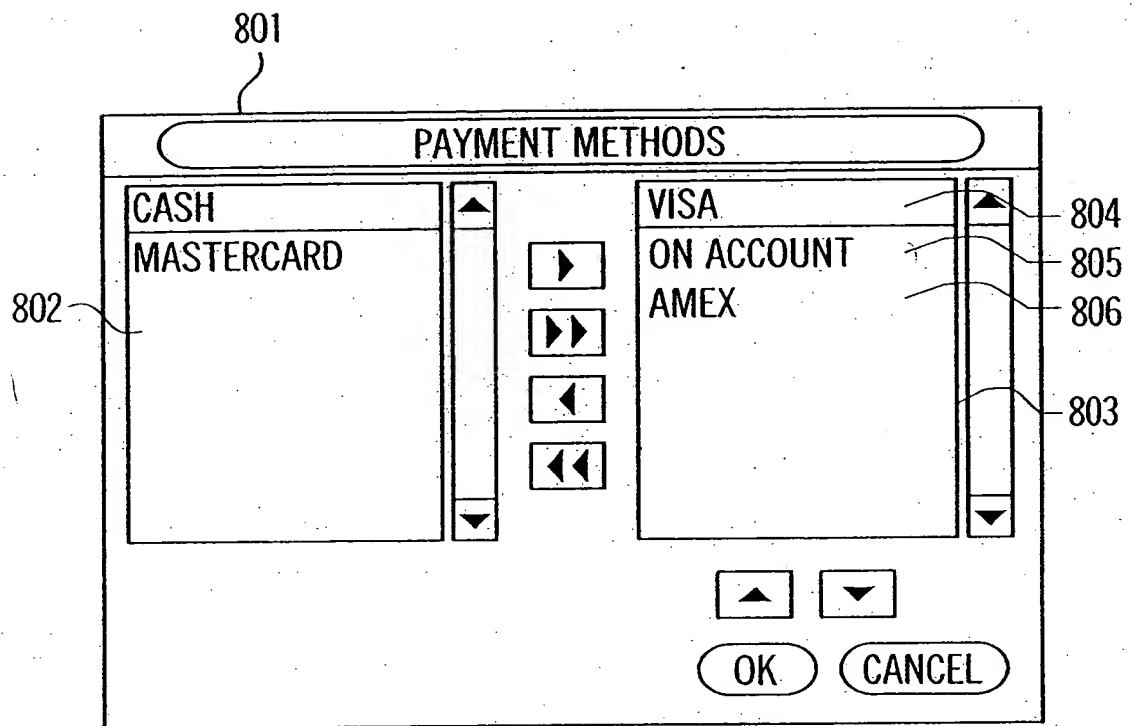 801
PAYMENT METHODS
CASH
MASTERCARD
802
VISA
ON ACCOUNT
AMEX
804
805
806
803
OK
CANCEL